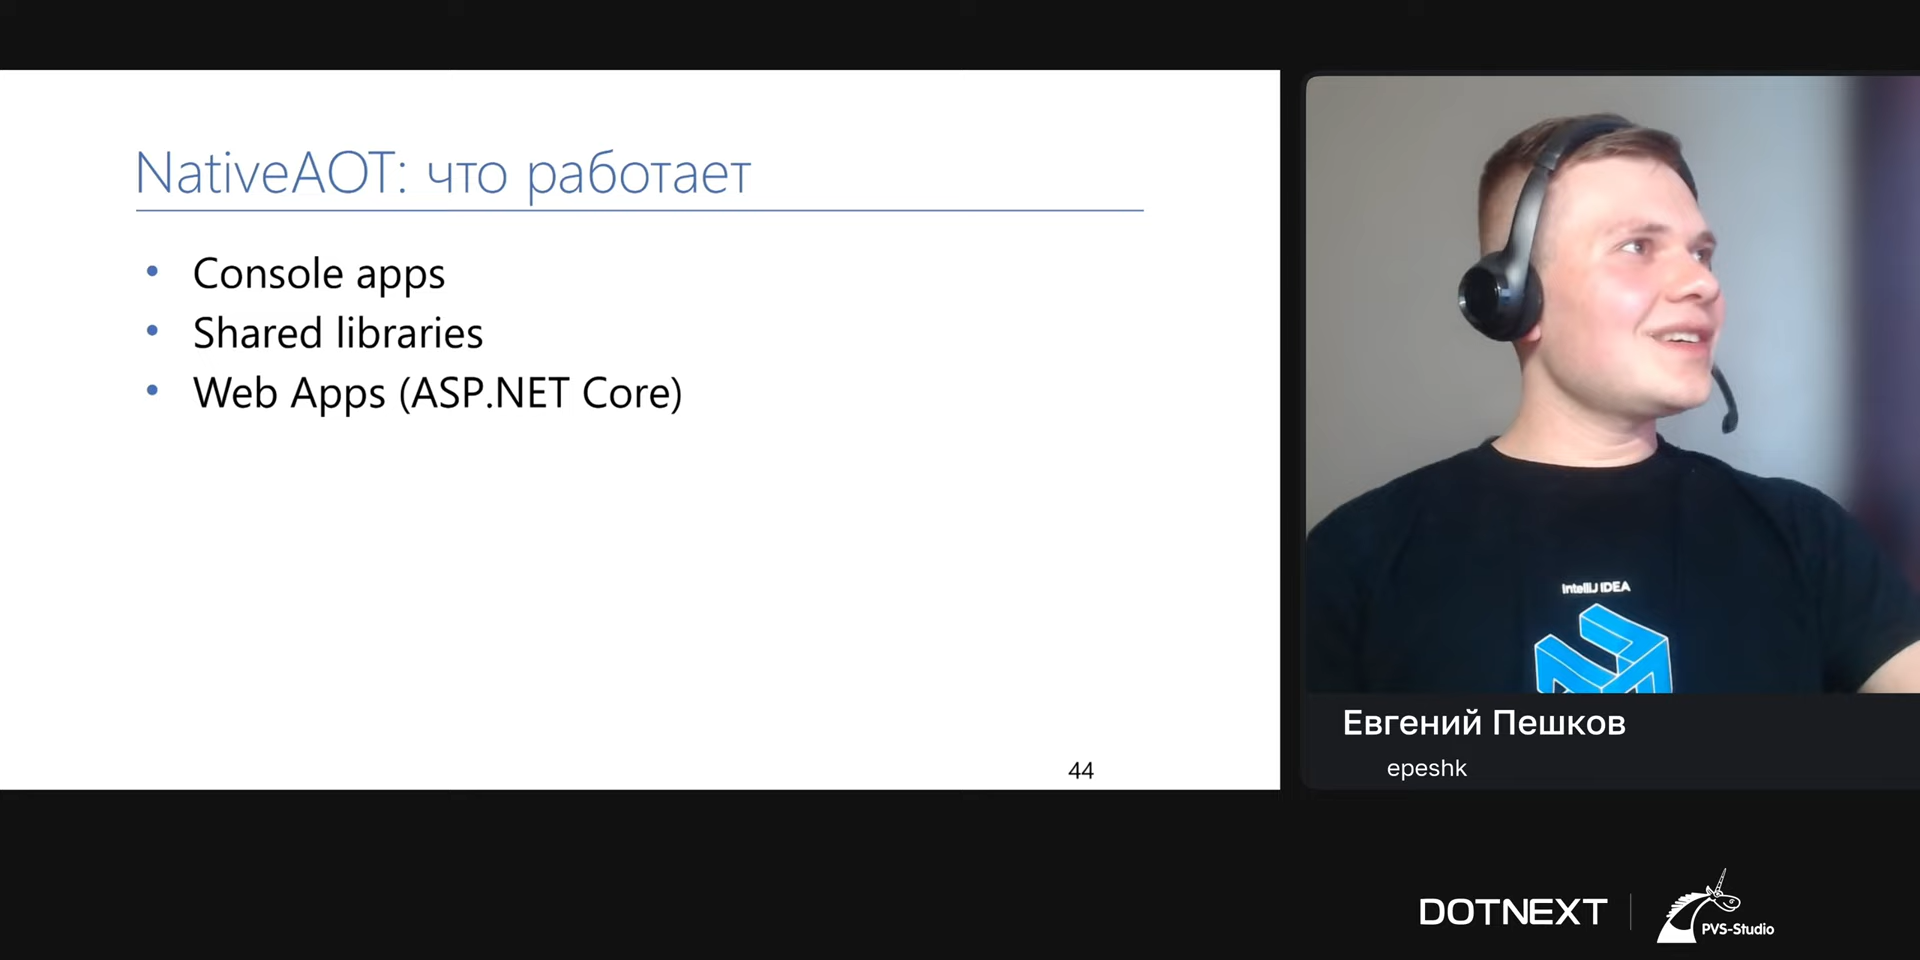 NativeAOT: что работает
• Console apps
• Shared libraries
• Web Apps (ASP.NET Core)
44
IntelliJ IDEA
Евгений Пешков
epeshk
DOTNEXT
PVS-Studio